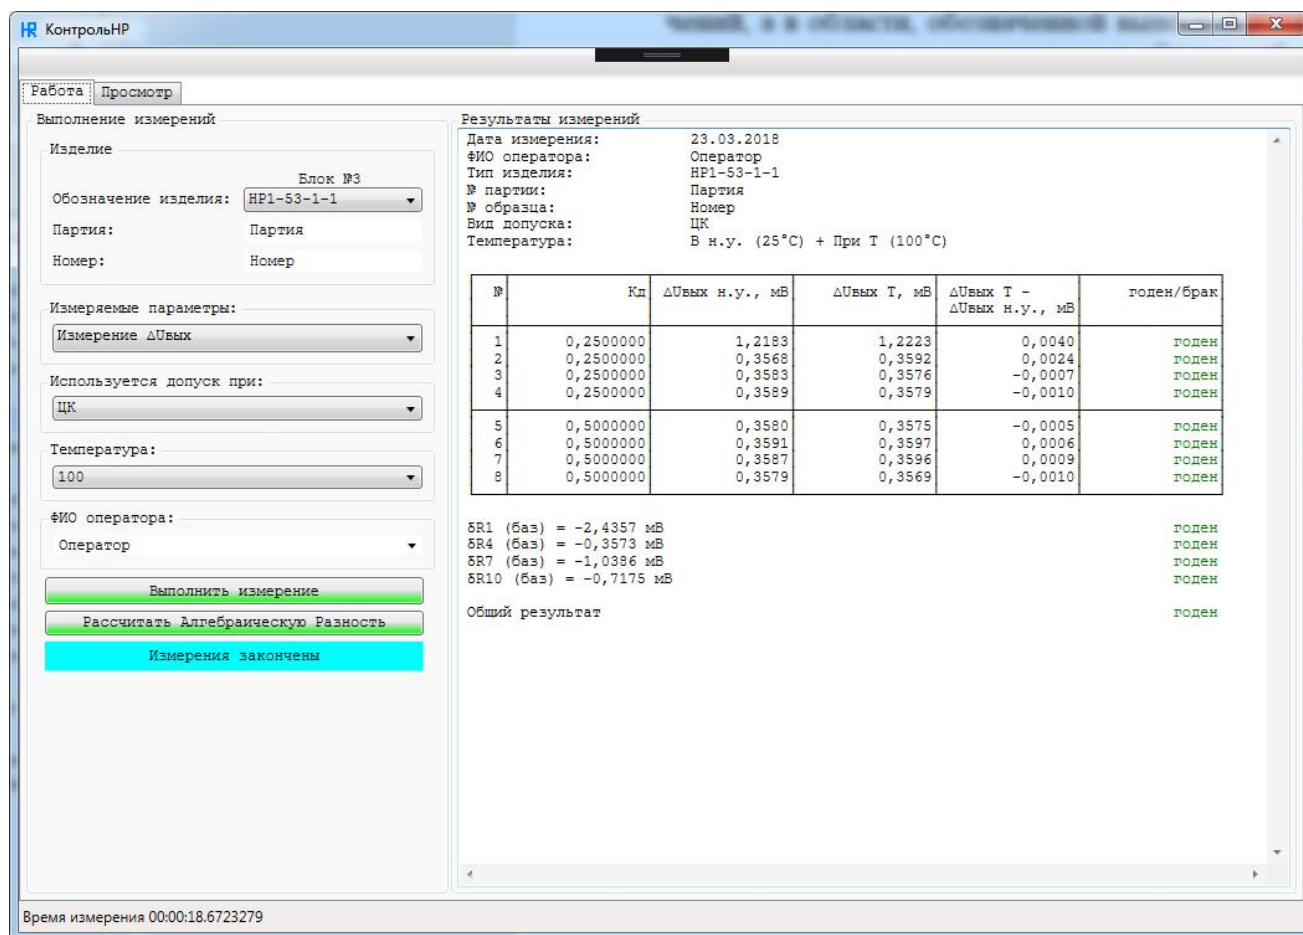 HR КонтрольНР
Работа Просмотр
Выполнение измерений
Изделие
Блок №3
Обозначение изделия: НР1-53-1-1
Партия: Партия
Номер: Номер
Измеряемые параметры:
Измерение ΔUвых
Используется допуск при:
ЦК
Температура:
100
ФИО оператора:
Оператор
Выполнить измерение
Рассчитать Алгебраическую Разность
Измерения закончены
Результаты измерений
Дата измерения: 23.03.2018
ФИО оператора: Оператор
Тип изделия: НР1-53-1-1
№ партии: Партия
№ образца: Номер
Вид допуска: ЦК
Температура: В н.у. (25°C) + При Т (100°C)
№ Кд ΔUвых н.у., мВ ΔUвых Т, мВ ΔUвых Т - годен/брак
ΔUвых н.у., мВ
1 0,2500000 1,2183 1,2223 0,0040 годен
2 0,2500000 0,3568 0,3592 0,0024 годен
3 0,2500000 0,3583 0,3576 -0,0007 годен
4 0,2500000 0,3589 0,3579 -0,0010 годен
5 0,5000000 0,3580 0,3575 -0,0005 годен
6 0,5000000 0,3591 0,3597 0,0006 годен
7 0,5000000 0,3587 0,3596 0,0009 годен
8 0,5000000 0,3579 0,3569 -0,0010 годен
δR1 (баз) = -2,4357 мВ годен
δR4 (баз) = -0,3573 мВ годен
δR7 (баз) = -1,0386 мВ годен
δR10 (баз) = -0,7175 мВ годен
Общий результат годен
Время измерения 00:00:18.6723279